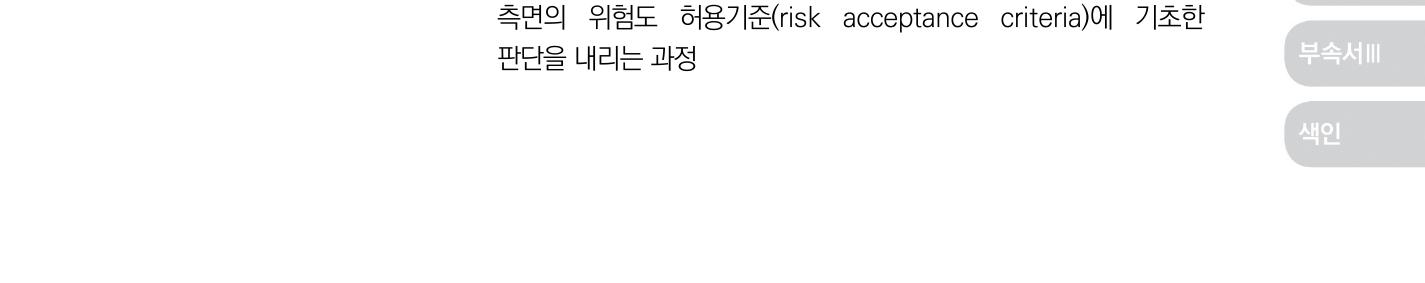 측면의 위험도 허용기준(risk acceptance criteria)에 기초한
판단을 내리는 과정
부속서Ⅲ
색인